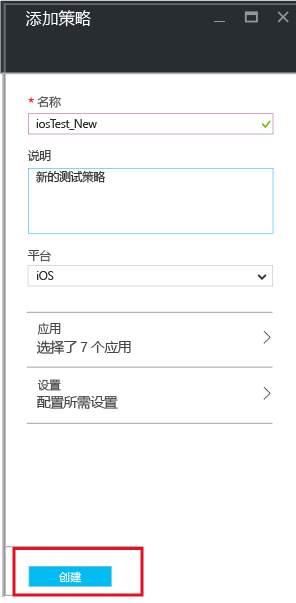 添加策略
* 名称
iosTest_New
说明
新的测试策略
平台
iOS
应用
选择了 7 个应用
设置
配置所需设置
创建